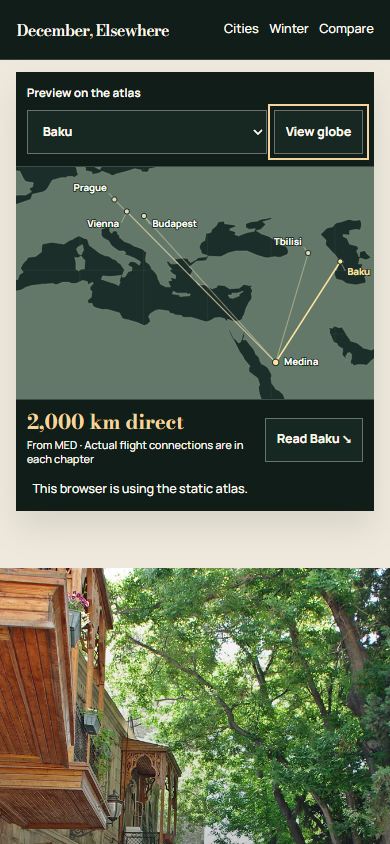 December, Elsewhere
Cities Winter Compare
Preview on the atlas
Baku
View globe
Prague
Vienna
Budapest
Tbilisi
Baku
Medina
2,000 km direct
From MED · Actual flight connections are in
each chapter
Read Baku ↘
This browser is using the static atlas.